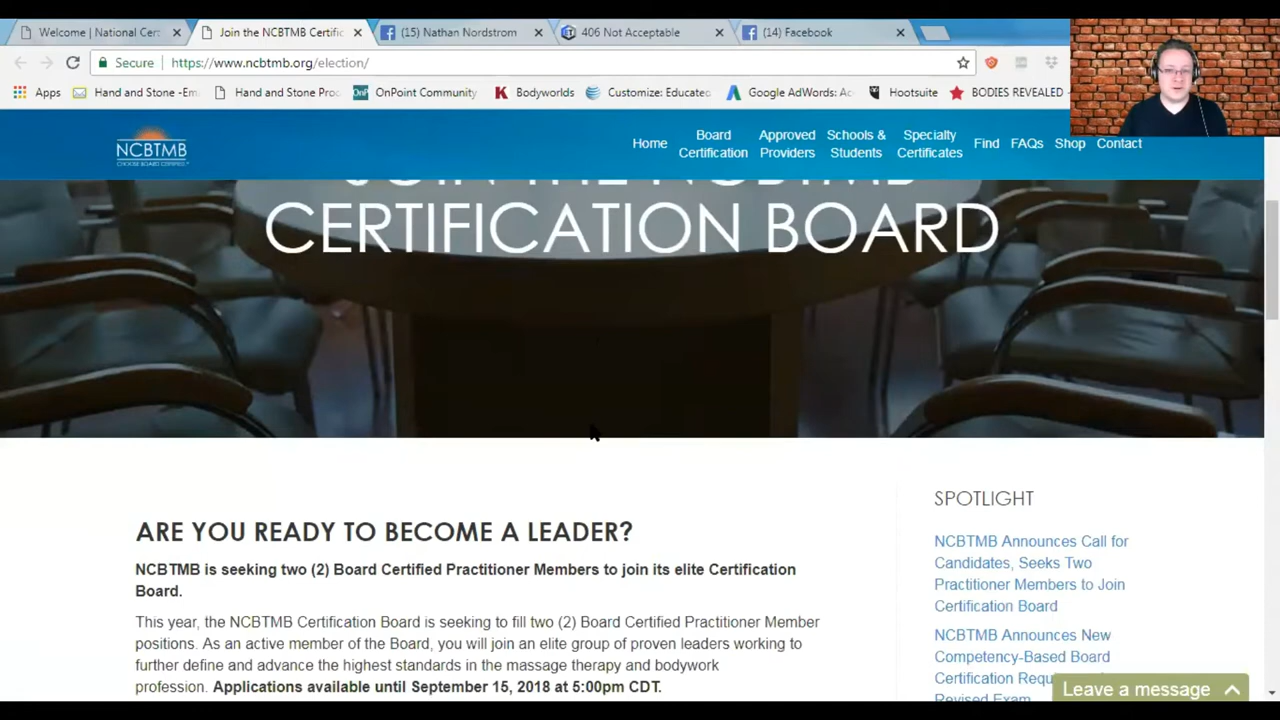 Welcome | National Cer
Join the NCBTMB Certific
(15) Nathan Nordstrom
406 Not Acceptable
(14) Facebook
Secure
https://www.ncbtmb.org/election/
Apps
Hand and Stone -Em
Hand and Stone Pro
OnPoint Community
Bodyworlds
Customize: Educate
Google AdWords: Ac
Hootsuite
BODIES REVEALED -
NCBTMB
Home
Board
Certification
Approved
Providers
Schools &
Students
Specialty
Certificates
Find
FAQs
Shop
Contact
JOIN THE NCBTMB
CERTIFICATION BOARD
ARE YOU READY TO BECOME A LEADER?
NCBTMB is seeking two (2) Board Certified Practitioner Members to join its elite Certification
Board.
This year, the NCBTMB Certification Board is seeking to fill two (2) Board Certified Practitioner Member
positions. As an active member of the Board, you will join an elite group of proven leaders working to
further define and advance the highest standards in the massage therapy and bodywork
profession. Applications available until September 15, 2018 at 5:00pm CDT.
SPOTLIGHT
NCBTMB Announces Call for
Candidates, Seeks Two
Practitioner Members to Join
Certification Board
NCBTMB Announces New
Competency-Based Board
Certification Requ
Revised Exam
Leave a message